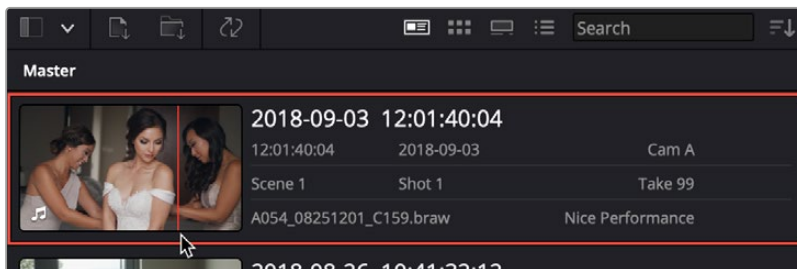 Search
Master
2018-09-03 12:01:40:04
12:01:40:04 2018-09-03 Cam A
Scene 1 Shot 1 Take 99
A054_08251201_C159.braw Nice Performance